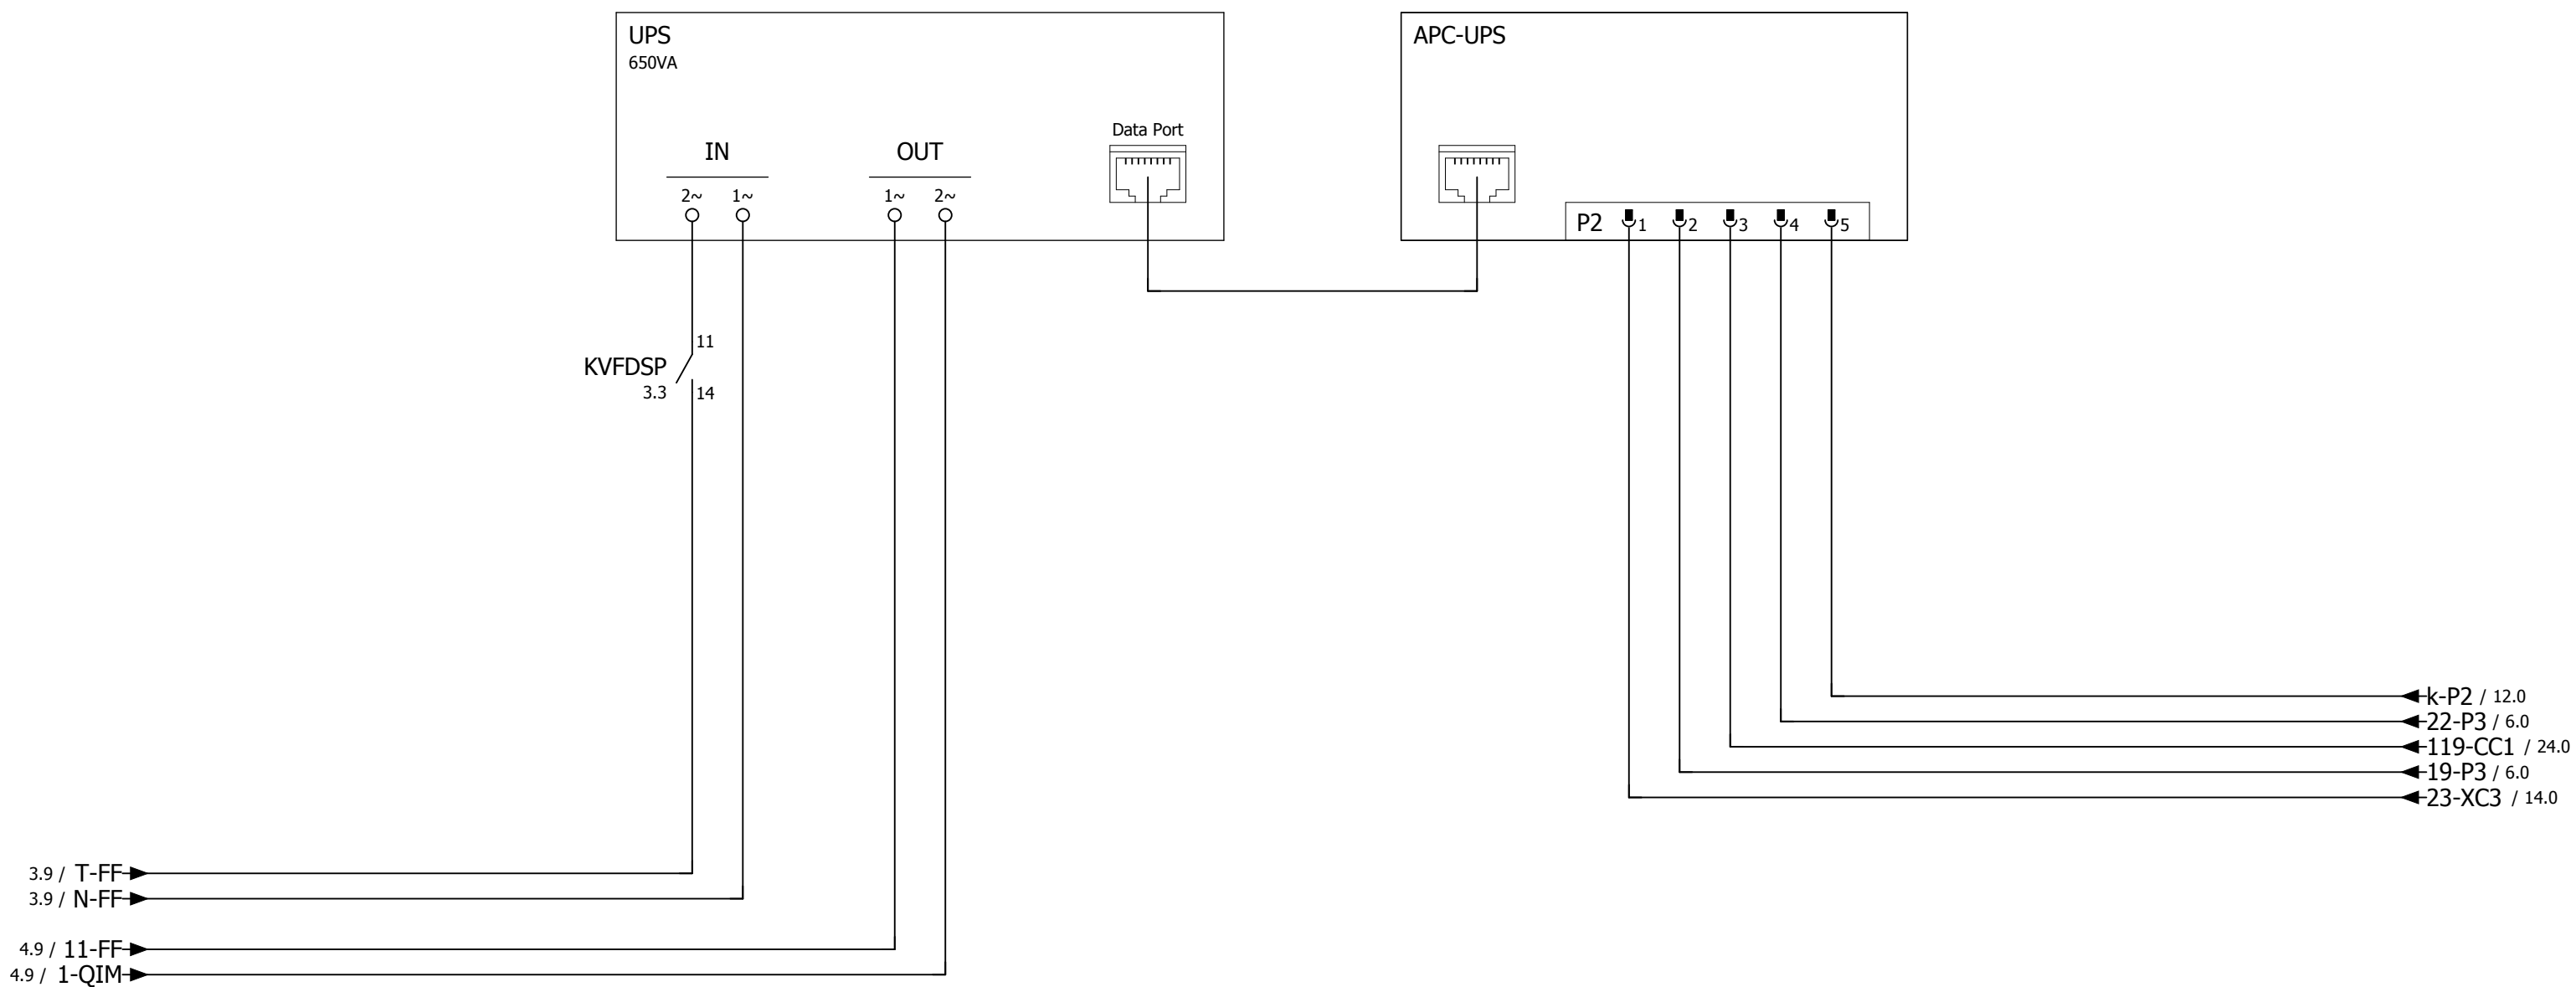 UPS
650VA
IN
OUT
Data Port
2~ 1~
1~ 2~
APC-UPS
P2 1 2 3 4 5
KVFDSP
3.3
11
14
k-P2 / 12.0
22-P3 / 6.0
119-CC1 / 24.0
19-P3 / 6.0
23-XC3 / 14.0
3.9 / T-FF
3.9 / N-FF
4.9 / 11-FF
4.9 / 1-QIM